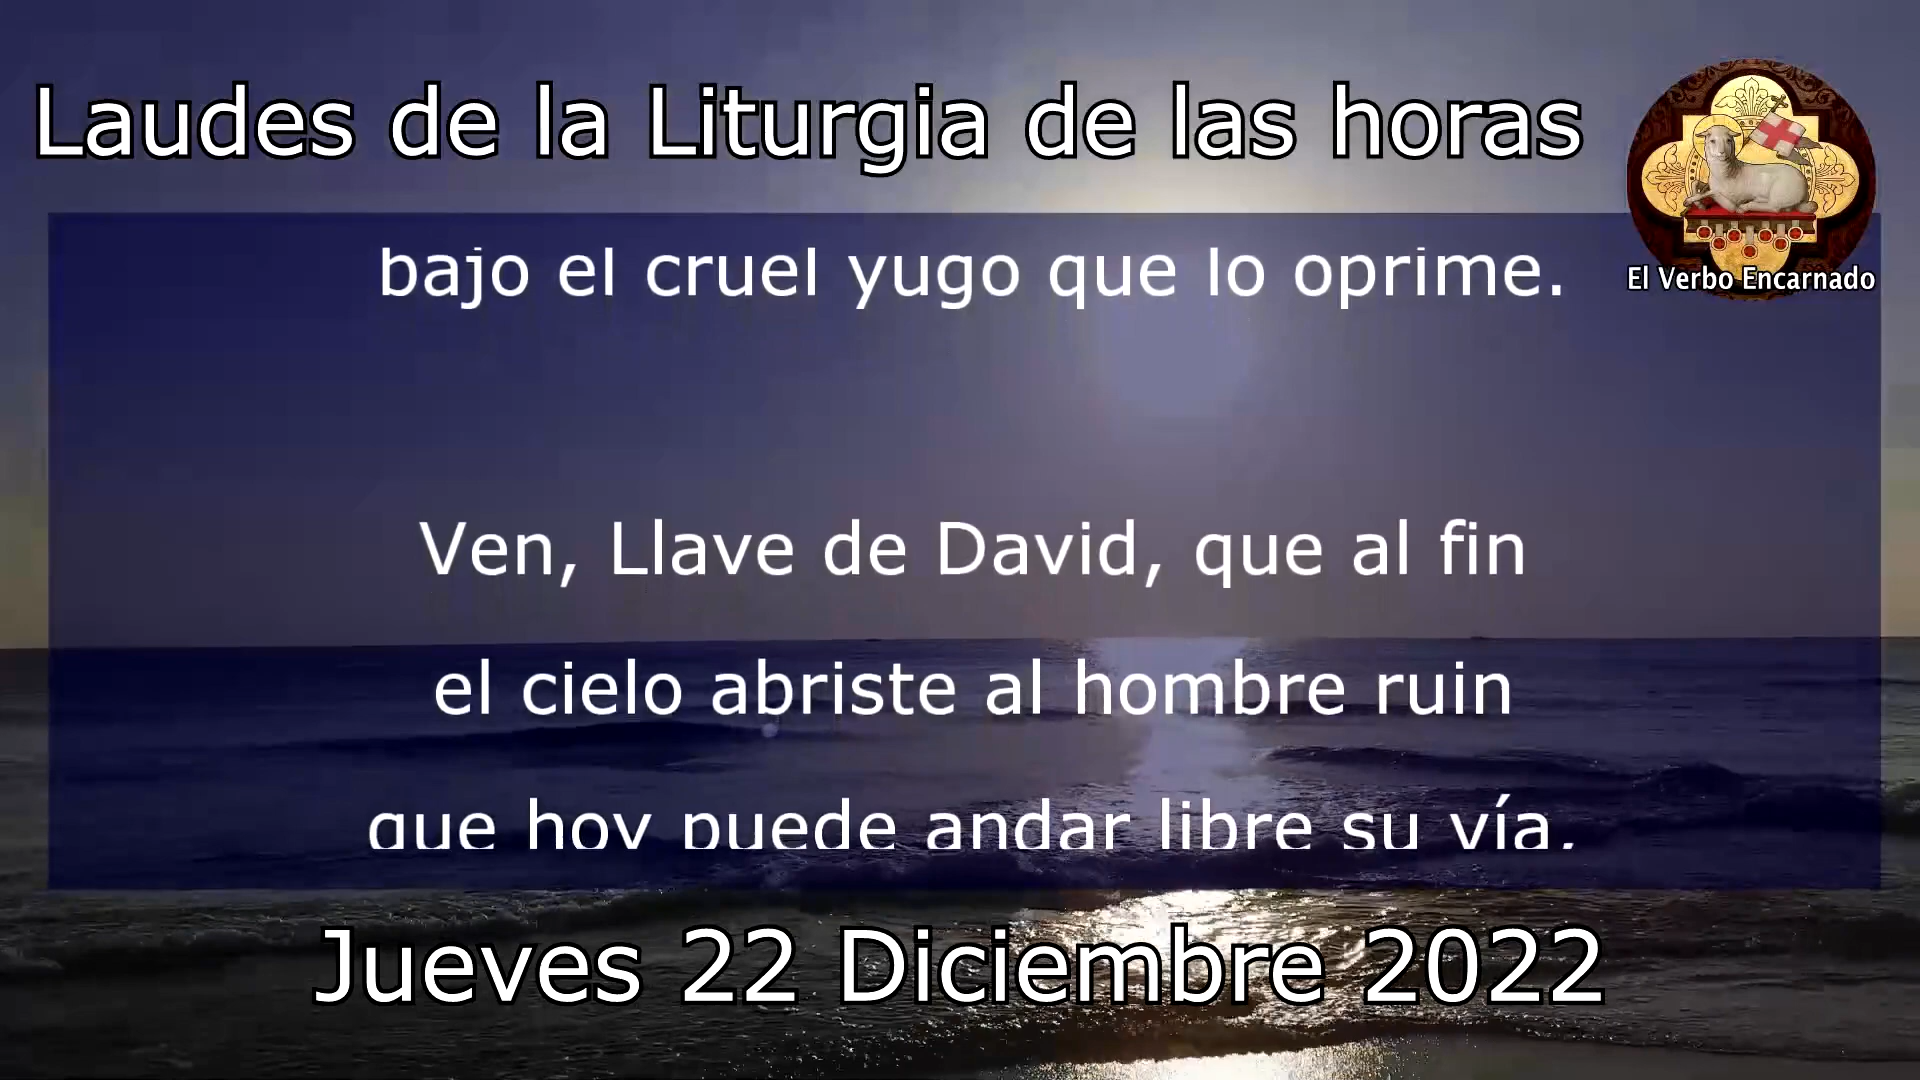 Laudes de la Liturgia de las horas
El Verbo Encarnado
bajo el cruel yugo que lo oprime.
Ven, Llave de David, que al fin
el cielo abriste al hombre ruin
que hoy puede andar libre su vía,
Jueves 22 Diciembre 2022